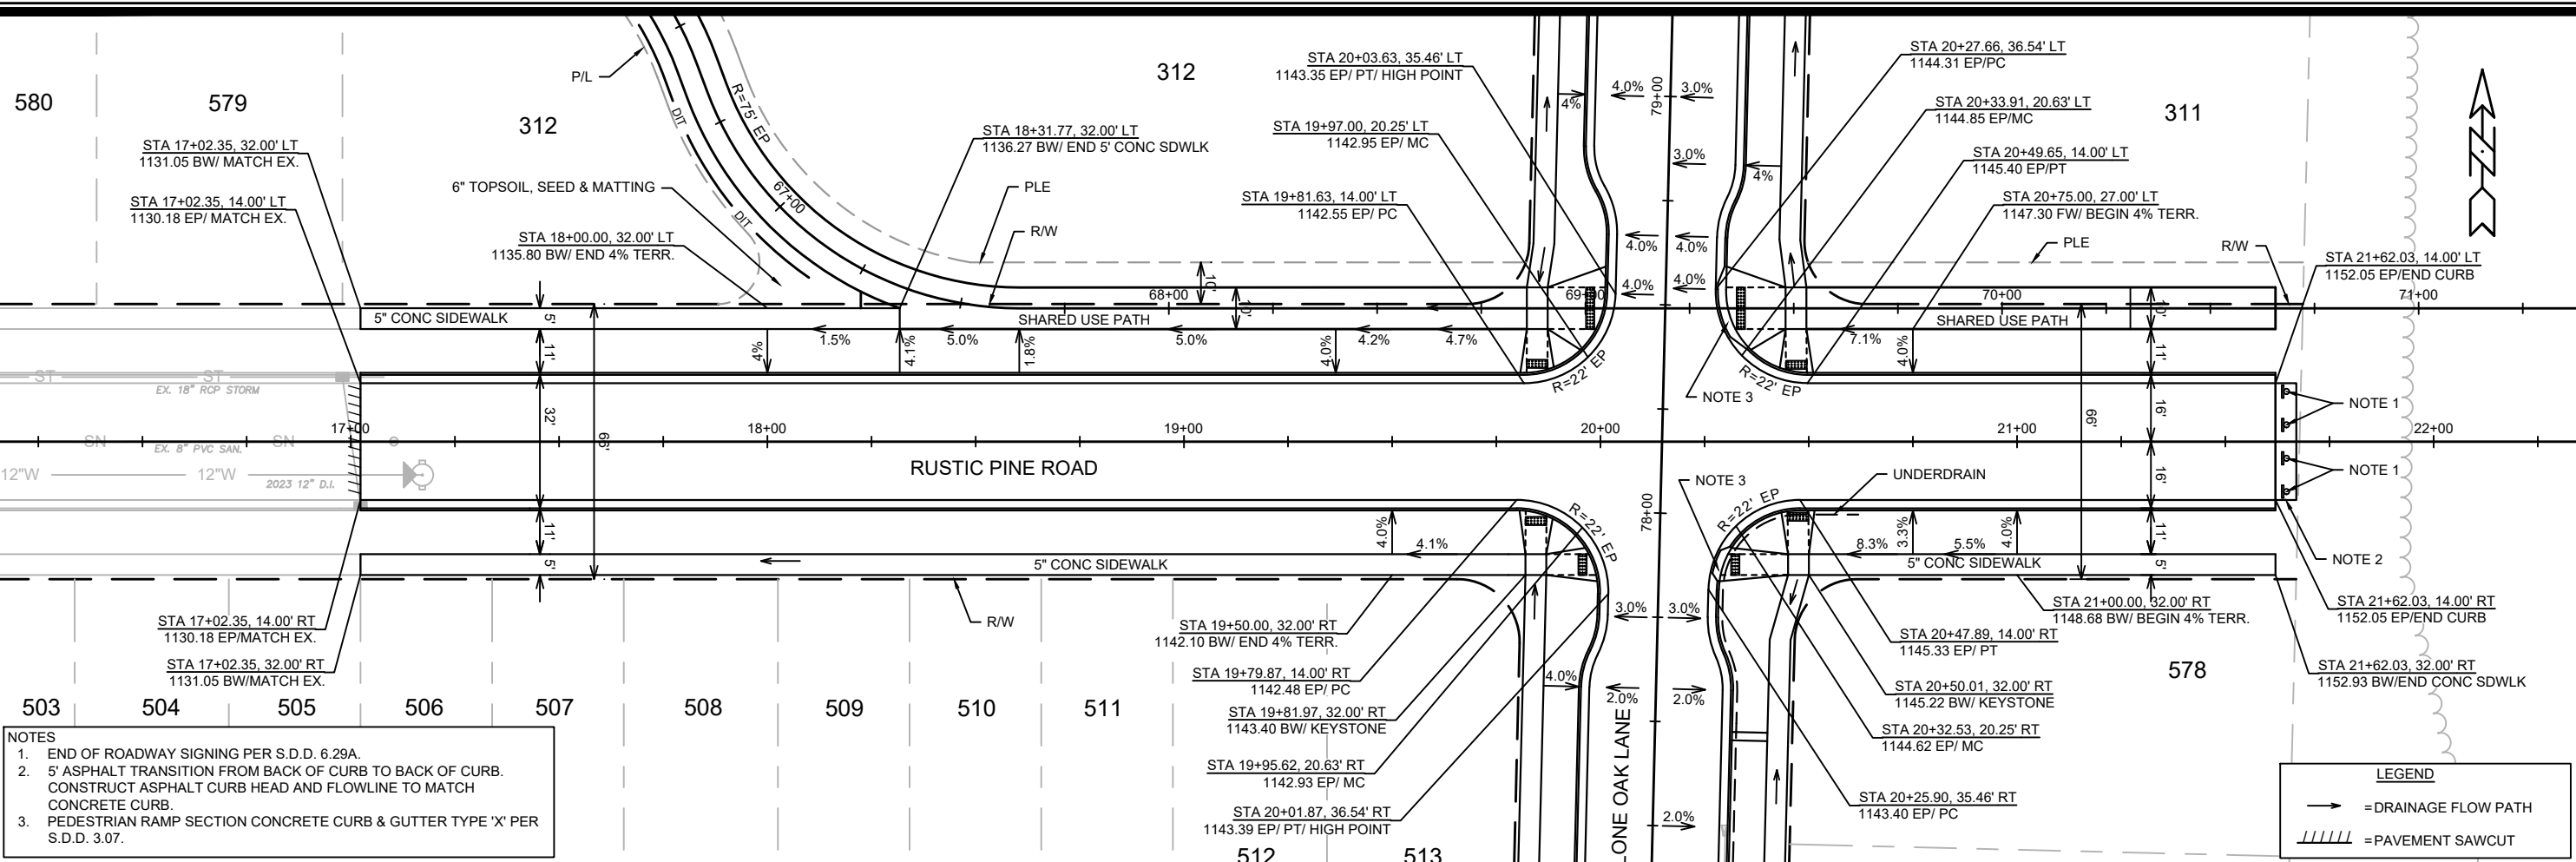 580
579
312
312
311
P/L
DIT
DIT
R=75' EP
67+00
STA 17+02.35, 32.00' LT
1131.05 BW/ MATCH EX.
STA 17+02.35, 14.00' LT
1130.18 EP/ MATCH EX.
6" TOPSOIL, SEED & MATTING
STA 18+00.00, 32.00' LT
1135.80 BW/ END 4% TERR.
STA 18+31.77, 32.00' LT
1136.27 BW/ END 5' CONC SDWLK
PLE
R/W
STA 20+03.63, 35.46' LT
1143.35 EP/ PT/ HIGH POINT
STA 19+97.00, 20.25' LT
1142.95 EP/ MC
STA 19+81.63, 14.00' LT
1142.55 EP/ PC
4%
4.0%
3.0%
79+00
3.0%
4%
4.0%
4.0%
4.0%
4.0%
STA 20+27.66, 36.54' LT
1144.31 EP/PC
STA 20+33.91, 20.63' LT
1144.85 EP/MC
STA 20+49.65, 14.00' LT
1145.40 EP/PT
STA 20+75.00, 27.00' LT
1147.30 FW/ BEGIN 4% TERR.
PLE
R/W
STA 21+62.03, 14.00' LT
1152.05 EP/END CURB
N
68+00
69+00
70+00
71+00
10'
10'
10'
5" CONC SIDEWALK
5'
SHARED USE PATH
SHARED USE PATH
11'
4%
1.5%
4.1%
5.0%
1.8%
5.0%
4.0%
4.2%
4.7%
7.1%
4.0%
11'
R=22' EP
R=22' EP
NOTE 3
ST
ST
EX. 18" RCP STORM
17+00
18+00
19+00
20+00
21+00
22+00
SN
SN
EX. 8" PVC SAN.
12"W
12"W
2023 12" D.I.
32'
66'
66'
16'
16'
NOTE 1
NOTE 1
RUSTIC PINE ROAD
NOTE 3
UNDERDRAIN
78+00
R=22' EP
R=22' EP
11'
5'
4.0%
4.1%
5" CONC SIDEWALK
8.3%
3.3%
5.5%
4.0%
5" CONC SIDEWALK
11'
5'
NOTE 2
3.0%
3.0%
R/W
STA 17+02.35, 14.00' RT
1130.18 EP/MATCH EX.
STA 17+02.35, 32.00' RT
1131.05 BW/MATCH EX.
STA 19+50.00, 32.00' RT
1142.10 BW/ END 4% TERR.
STA 19+79.87, 14.00' RT
1142.48 EP/ PC
STA 19+81.97, 32.00' RT
1143.40 BW/ KEYSTONE
STA 19+95.62, 20.63' RT
1142.93 EP/ MC
STA 20+01.87, 36.54' RT
1143.39 EP/ PT/ HIGH POINT
4.0%
2.0%
2.0%
2.0%
LONE OAK LANE
STA 21+00.00, 32.00' RT
1148.68 BW/ BEGIN 4% TERR.
STA 20+47.89, 14.00' RT
1145.33 EP/ PT
STA 20+50.01, 32.00' RT
1145.22 BW/ KEYSTONE
STA 20+32.53, 20.25' RT
1144.62 EP/ MC
STA 20+25.90, 35.46' RT
1143.40 EP/ PC
STA 21+62.03, 14.00' RT
1152.05 EP/END CURB
STA 21+62.03, 32.00' RT
1152.93 BW/END CONC SDWLK
578
503
504
505
506
507
508
509
510
511
512
513
NOTES
1. END OF ROADWAY SIGNING PER S.D.D. 6.29A.
2. 5' ASPHALT TRANSITION FROM BACK OF CURB TO BACK OF CURB.
CONSTRUCT ASPHALT CURB HEAD AND FLOWLINE TO MATCH
CONCRETE CURB.
3. PEDESTRIAN RAMP SECTION CONCRETE CURB & GUTTER TYPE 'X' PER
S.D.D. 3.07.
LEGEND
=DRAINAGE FLOW PATH
=PAVEMENT SAWCUT